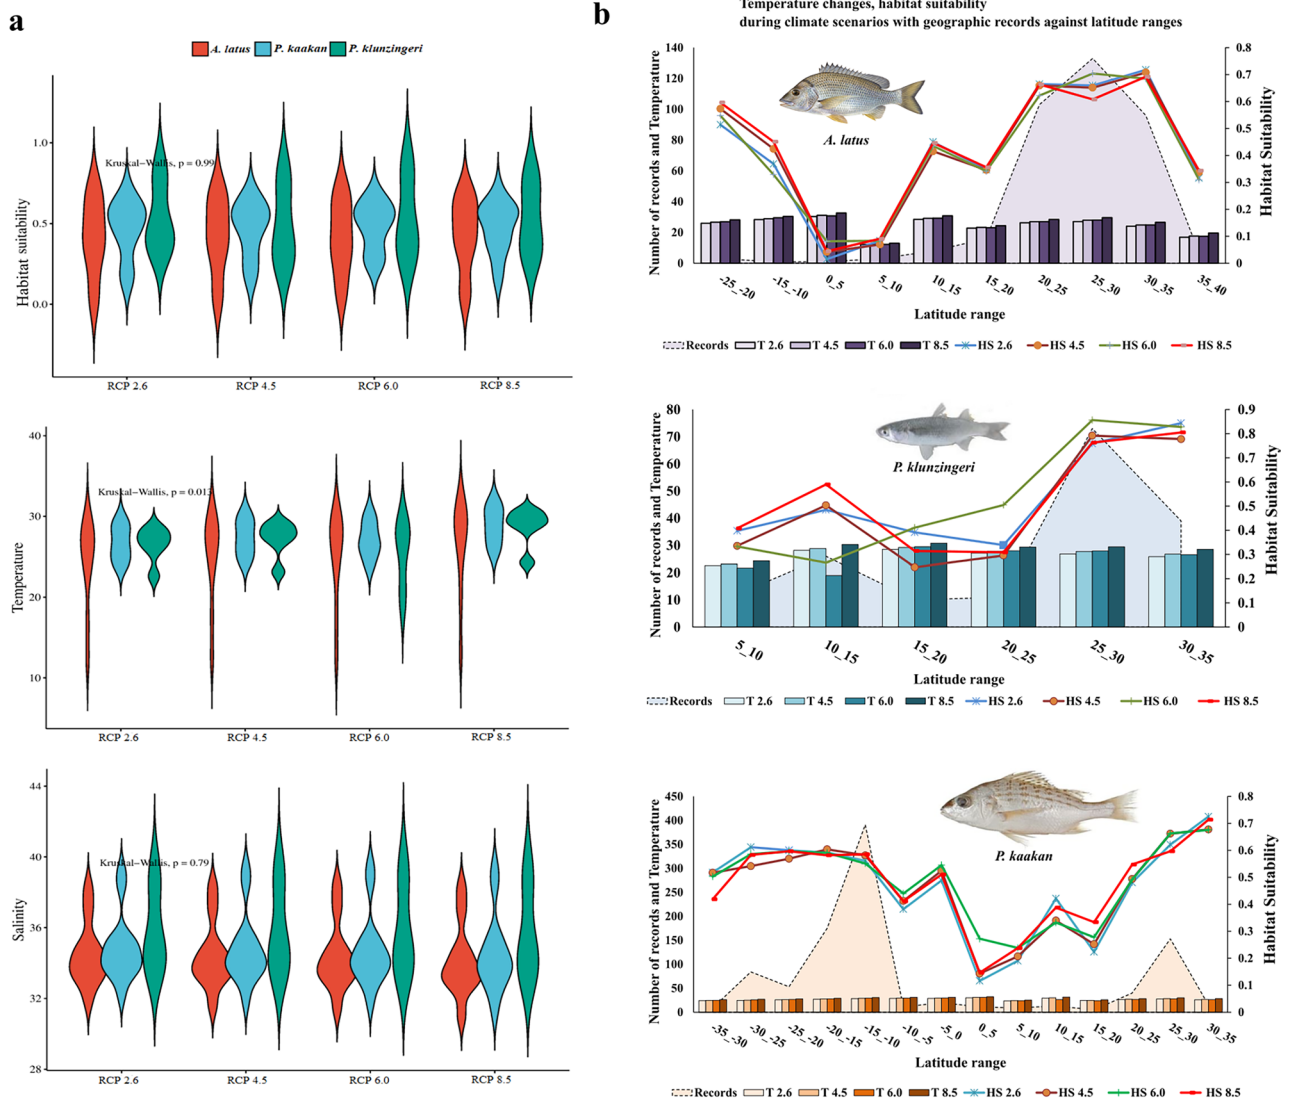 a
A. latus P. kaakan P. klunzingeri
Habitat suitability
1.0
0.5
0.0
Kruskal-Wallis, p = 0.99
RCP 2.6 RCP 4.5 RCP 6.0 RCP 8.5
Temperature
40
30
20
10
Kruskal-Wallis, p = 0.013
RCP 2.6 RCP 4.5 RCP 6.0 RCP 8.5
Salinity
44
40
36
32
28
Kruskal-Wallis, p = 0.79
RCP 2.6 RCP 4.5 RCP 6.0 RCP 8.5
b
Temperature changes, habitat suitability
during climate scenarios with geographic records against latitude ranges
Number of records and Temperature
140
120
100
80
60
40
20
0
A. latus
0.8
0.7
0.6
0.5
0.4
0.3
0.2
0.1
0
Habitat Suitability
-25_-20 -15_-10 0_5 5_10 10_15 15_20 20_25 25_30 30_35 35_40
Latitude range
Records T 2.6 T 4.5 T 6.0 T 8.5 HS 2.6 HS 4.5 HS 6.0 HS 8.5
Number of records and Temperature
80
70
60
50
40
30
20
10
0
P. klunzingeri
0.9
0.8
0.7
0.6
0.5
0.4
0.3
0.2
0.1
0
Habitat Suitability
5_10 10_15 15_20 20_25 25_30 30_35
Latitude range
Records T 2.6 T 4.5 T 6.0 T 8.5 HS 2.6 HS 4.5 HS 6.0 HS 8.5
Number of records and Temperature
450
400
350
300
250
200
150
100
50
0
P. kaakan
0.8
0.7
0.6
0.5
0.4
0.3
0.2
0.1
0
Habitat Suitability
-35_-30 -30_-25 -25_-20 -20_-15 -15_-10 -10_-5 -5_0 0_5 5_10 10_15 15_20 20_25 25_30 30_35
Latitude range
Records T 2.6 T 4.5 T 6.0 T 8.5 HS 2.6 HS 4.5 HS 6.0 HS 8.5